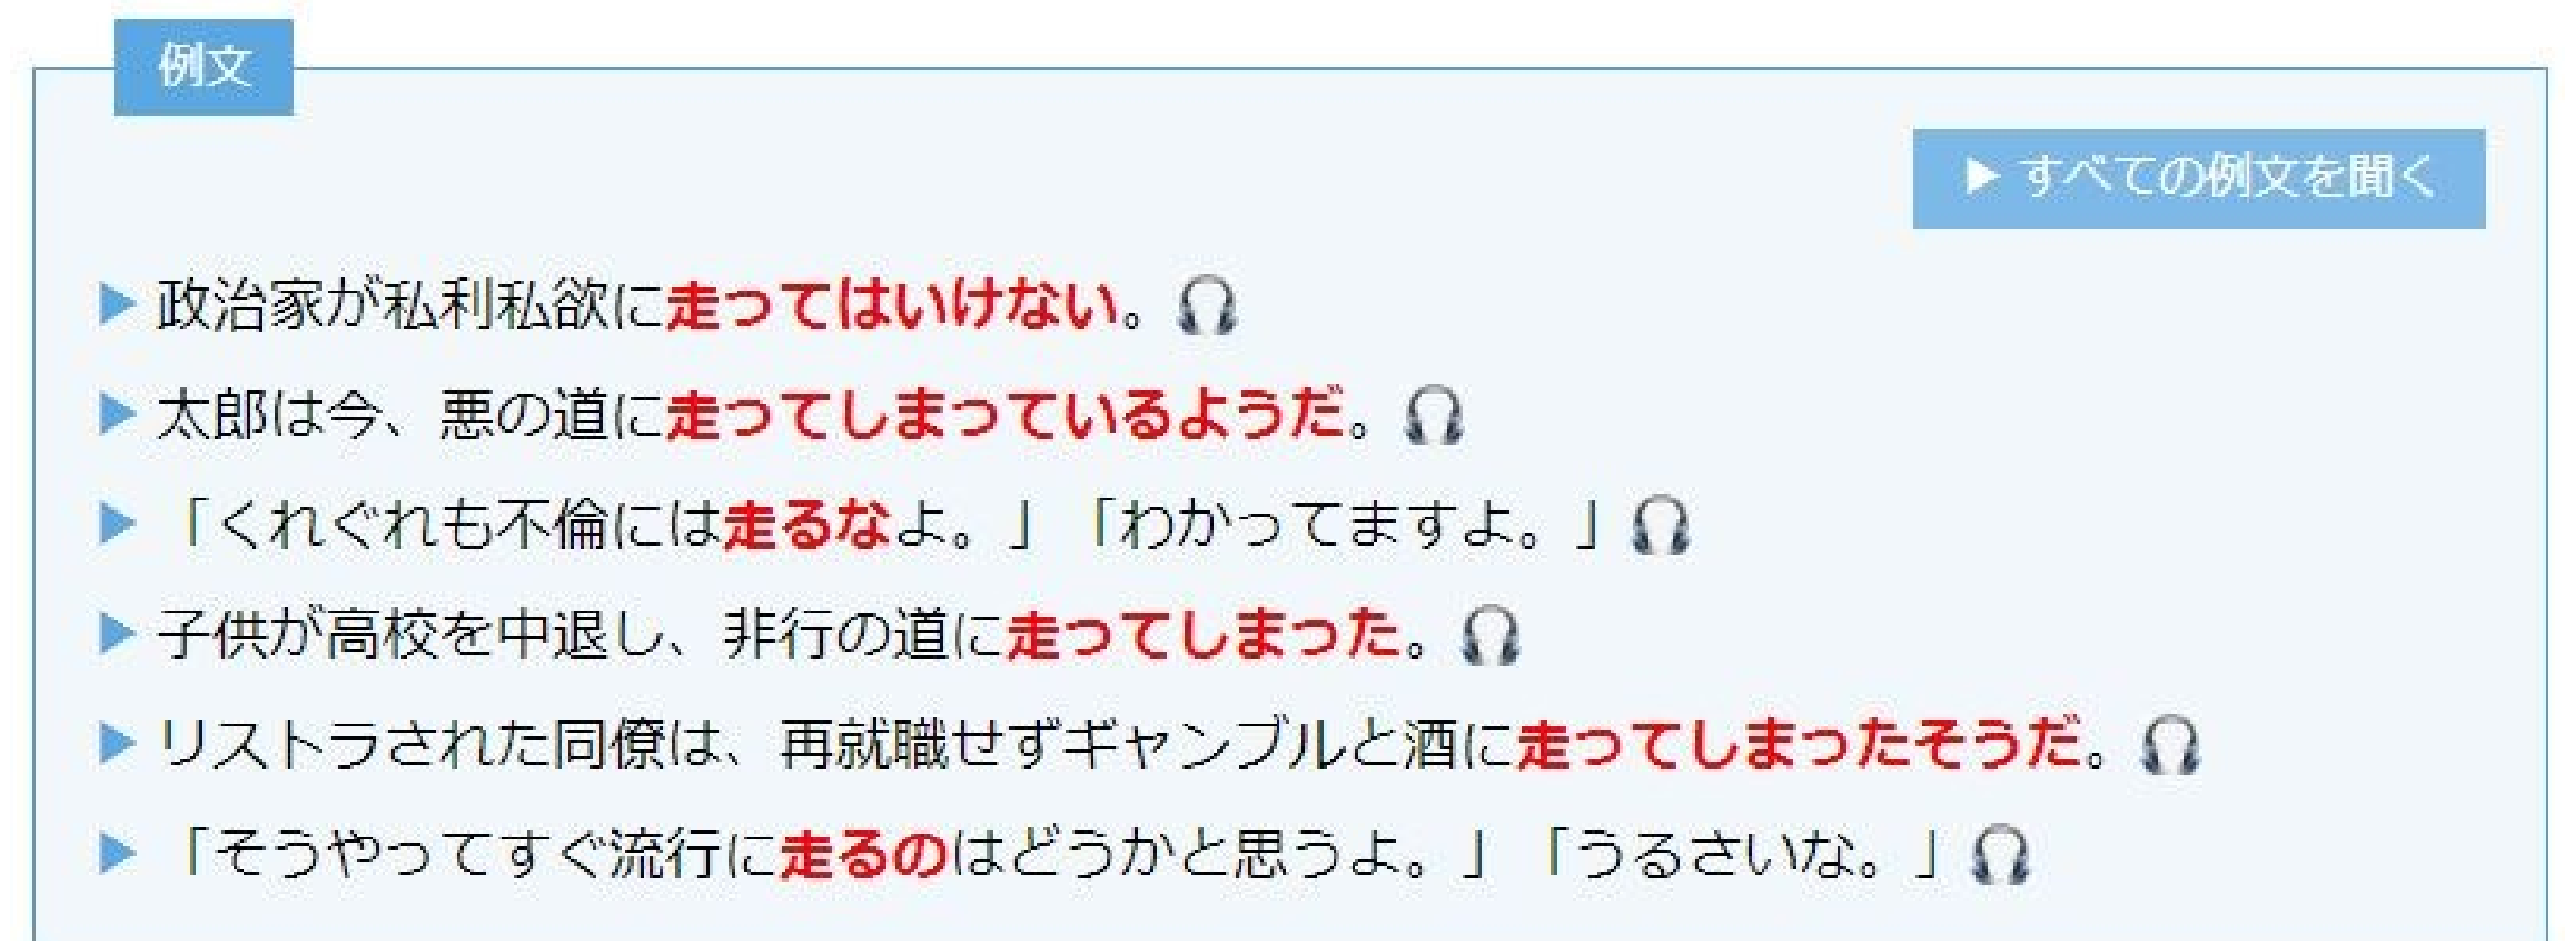 例文
▶ すべての例文を聞く
▶ 政治家が私利私欲に走ってはいけない。
▶ 太郎は今、悪の道に走ってしまっているようだ。
▶ 「くれぐれも不倫には走るなよ。」「わかってますよ。」
▶ 子供が高校を中退し、非行の道に走ってしまった。
▶ リストラされた同僚は、再就職せずギャンブルと酒に走ってしまったそうだ。
▶ 「そうやってすぐ流行に走るのはどうかと思うよ。」「うるさいな。」